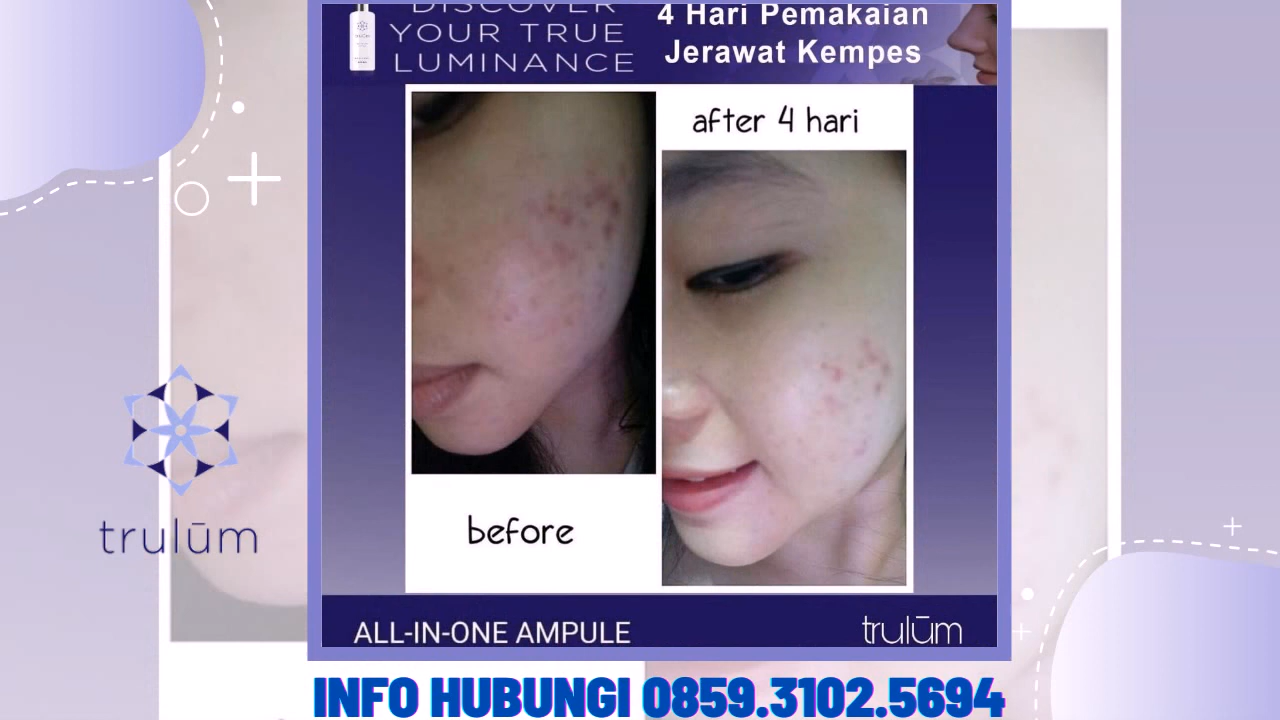 DISCOVER
YOUR TRUE
LUMINANCE
4 Hari Pemakaian
Jerawat Kempes
after 4 hari
before
trulūm
ALL-IN-ONE AMPULE
trulūm
INFO HUBUNGI 0859.3102.5694